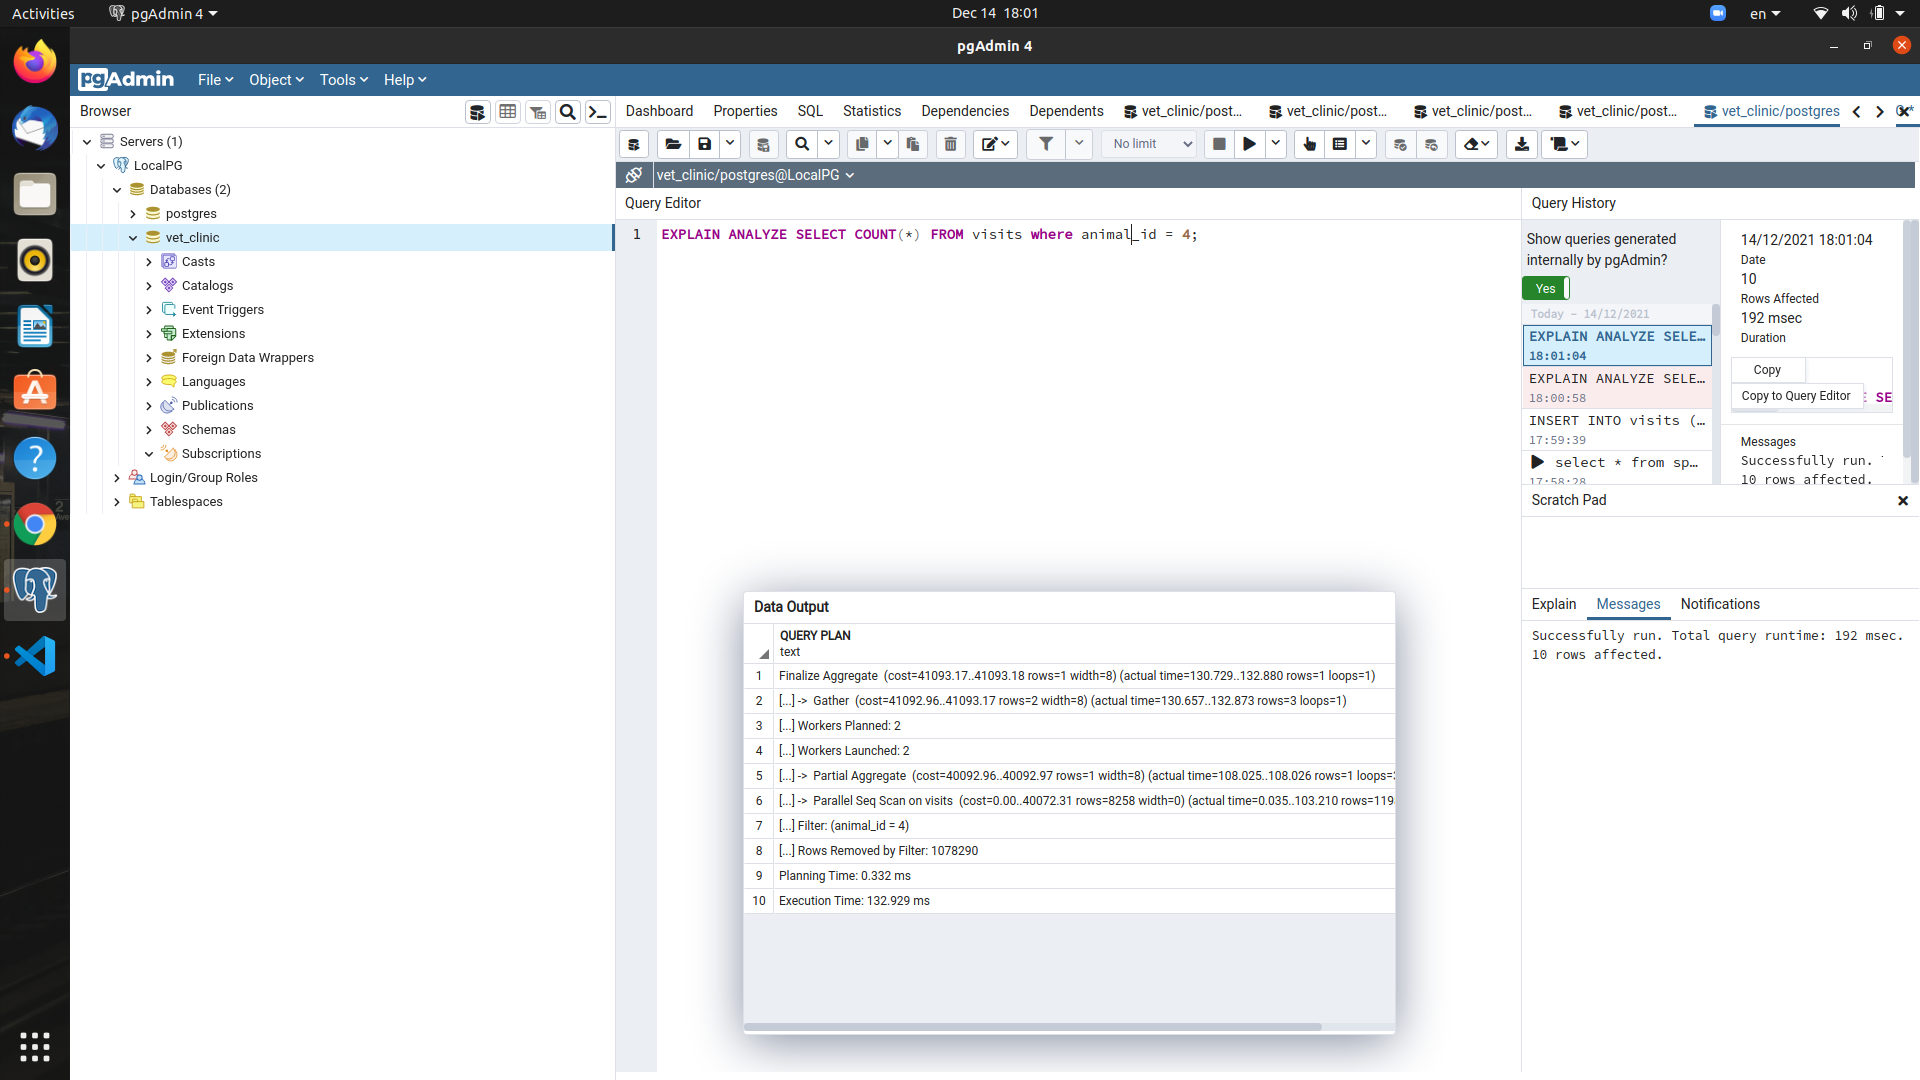 Activities pgAdmin 4 Dec 14 18:01 en
pgAdmin 4
pgAdmin File Object Tools Help
Browser
Servers (1)
LocalPG
Databases (2)
postgres
vet_clinic
Casts
Catalogs
Event Triggers
Extensions
Foreign Data Wrappers
Languages
Publications
Schemas
Subscriptions
Login/Group Roles
Tablespaces
Dashboard Properties SQL Statistics Dependencies Dependents vet_clinic/post... vet_clinic/post... vet_clinic/post... vet_clinic/post... vet_clinic/postgres
No limit
vet_clinic/postgres@LocalPG
Query Editor
1 EXPLAIN ANALYZE SELECT COUNT(*) FROM visits where animal_id = 4;
Data Output
QUERY PLAN
text
1 Finalize Aggregate (cost=41093.17..41093.18 rows=1 width=8) (actual time=130.729..132.880 rows=1 loops=1)
2 [...] -> Gather (cost=41092.96..41093.17 rows=2 width=8) (actual time=130.657..132.873 rows=3 loops=1)
3 [...] Workers Planned: 2
4 [...] Workers Launched: 2
5 [...] -> Partial Aggregate (cost=40092.96..40092.97 rows=1 width=8) (actual time=108.025..108.026 rows=1 loops=
6 [...] -> Parallel Seq Scan on visits (cost=0.00..40072.31 rows=8258 width=0) (actual time=0.035..103.210 rows=119
7 [...] Filter: (animal_id = 4)
8 [...] Rows Removed by Filter: 1078290
9 Planning Time: 0.332 ms
10 Execution Time: 132.929 ms
Query History
Show queries generated
internally by pgAdmin?
Yes
Today - 14/12/2021
EXPLAIN ANALYZE SELE...
18:01:04
EXPLAIN ANALYZE SELE...
18:00:58
INSERT INTO visits (...
17:59:39
select * from sp...
17:58:28
14/12/2021 18:01:04
Date
10
Rows Affected
192 msec
Duration
Copy
Copy to Query Editor SE
Messages
Successfully run.
10 rows affected.
Scratch Pad
Explain Messages Notifications
Successfully run. Total query runtime: 192 msec.
10 rows affected.